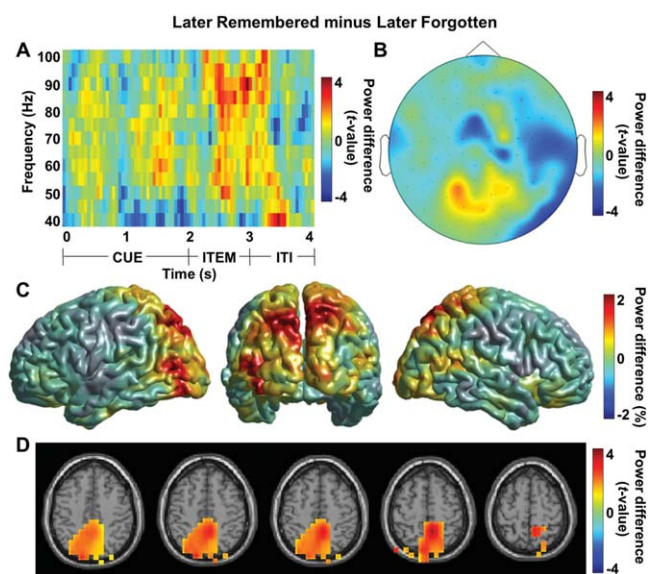 Later Remembered minus Later Forgotten
A
Frequency (Hz)
100
90
80
70
60
50
40
0
1
2
3
4
CUE
ITEM
ITI
Time (s)
4
0
-4
Power difference
(t-value)
B
4
0
-4
Power difference
(t-value)
C
2
0
-2
Power difference (%)
D
4
0
-4
Power difference
(t-value)